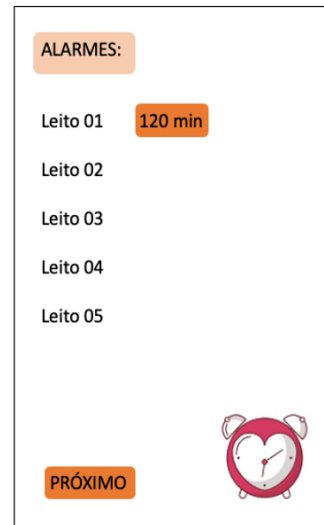 ALARMES:
Leito 01 120 min
Leito 02
Leito 03
Leito 04
Leito 05
PRÓXIMO